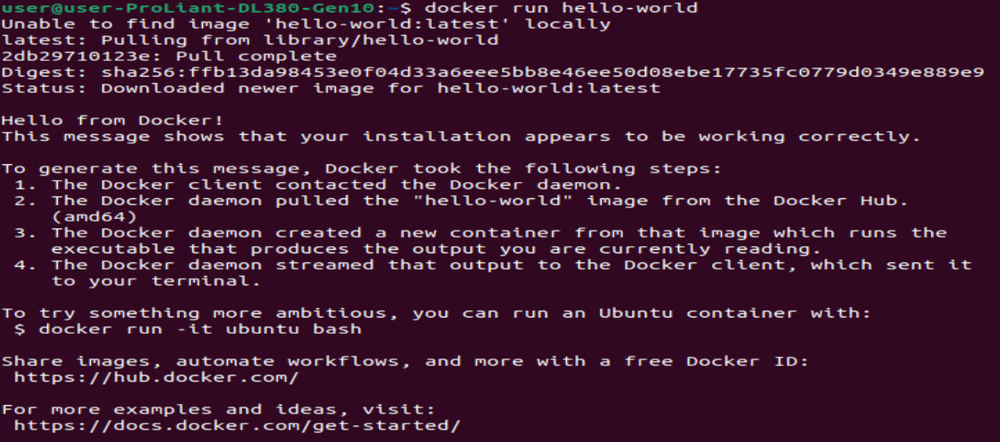 user@user-ProLiant-DL380-Gen10:~$ docker run hello-world
Unable to find image 'hello-world:latest' locally
latest: Pulling from library/hello-world
2db29710123e: Pull complete
Digest: sha256:ffb13da98453e0f04d33a6eee5bb8e46ee50d08ebe17735fc0779d0349e889e9
Status: Downloaded newer image for hello-world:latest

Hello from Docker!
This message shows that your installation appears to be working correctly.

To generate this message, Docker took the following steps:
 1. The Docker client contacted the Docker daemon.
 2. The Docker daemon pulled the "hello-world" image from the Docker Hub.
    (amd64)
 3. The Docker daemon created a new container from that image which runs the
    executable that produces the output you are currently reading.
 4. The Docker daemon streamed that output to the Docker client, which sent it
    to your terminal.

To try something more ambitious, you can run an Ubuntu container with:
 $ docker run -it ubuntu bash

Share images, automate workflows, and more with a free Docker ID:
 https://hub.docker.com/

For more examples and ideas, visit:
 https://docs.docker.com/get-started/